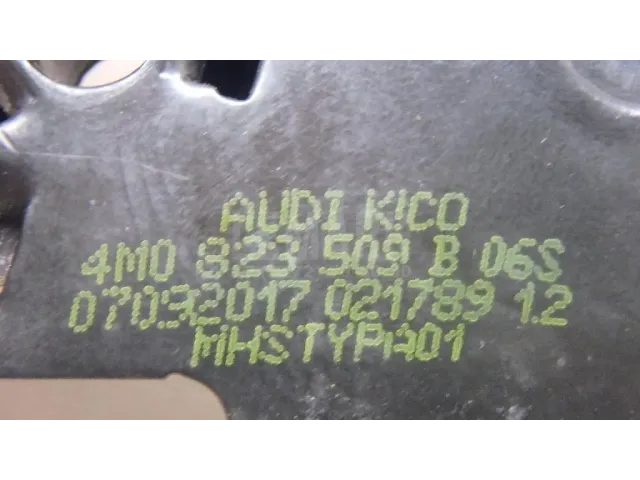 AUDI K!CO
4M0 823 509 B 06S
07092017 021789 1.2
MHSTYPA01